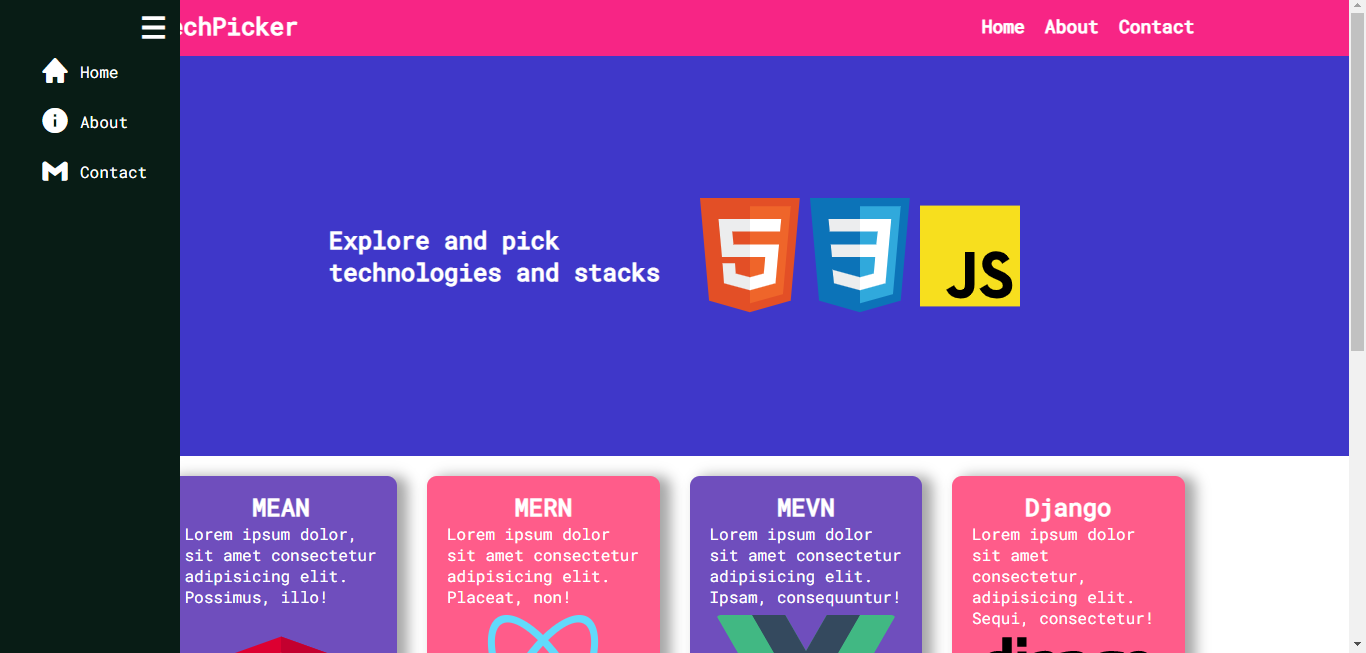 echPicker
Home About Contact
Home
About
Contact
Explore and pick
technologies and stacks
5
3
JS
MEAN
Lorem ipsum dolor,
sit amet consectetur
adipisicing elit.
Possimus, illo!
MERN
Lorem ipsum dolor
sit amet consectetur
adipisicing elit.
Placeat, non!
MEVN
Lorem ipsum dolor
sit amet consectetur
adipisicing elit.
Ipsam, consequuntur!
Django
Lorem ipsum dolor
sit amet
consectetur,
adipisicing elit.
Sequi, consectetur!